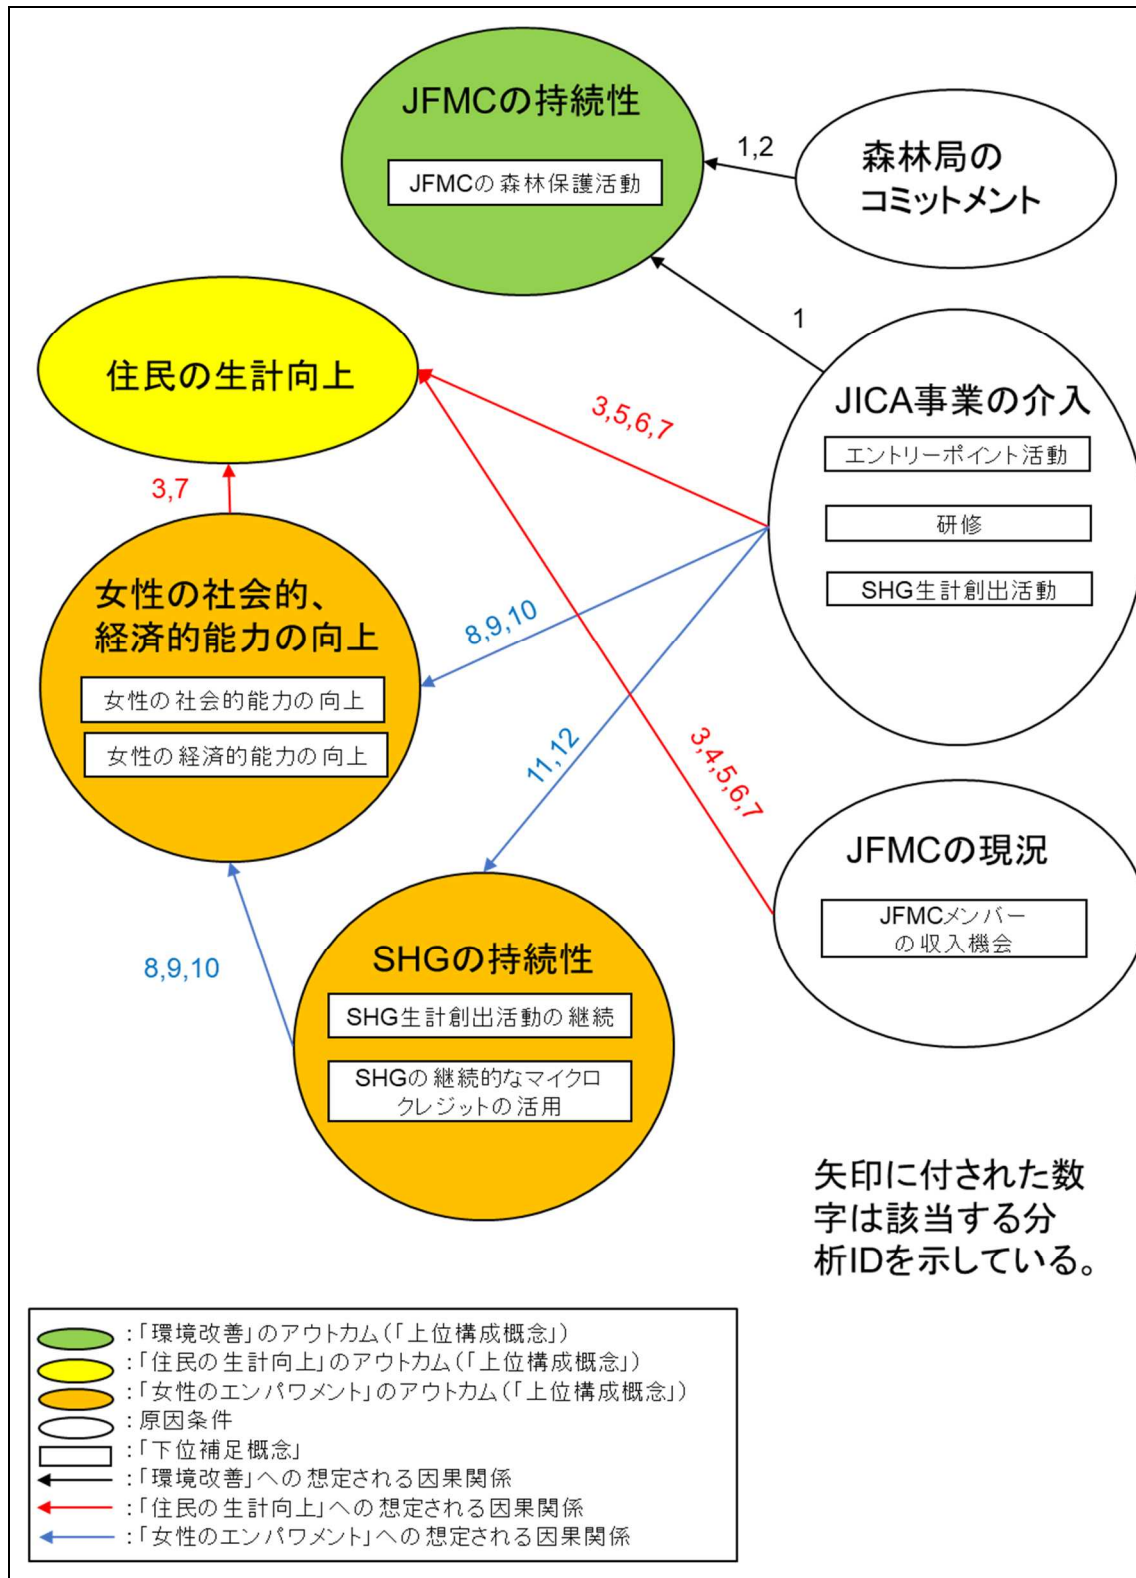 JFMCの持続性
JFMCの森林保護活動
1,2
森林局の
コミットメント
1
住民の生計向上
3,5,6,7
JICA事業の介入
エントリーポイント活動
研修
SHG生計創出活動
3,7
女性の社会的、
経済的能力の向上
女性の社会的能力の向上
女性の経済的能力の向上
8,9,10
11,12
3,4,5,6,7
JFMCの現況
JFMCメンバー
の収入機会
8,9,10
SHGの持続性
SHG生計創出活動の継続
SHGの継続的なマイクロ
クレジットの活用
矢印に付された数
字は該当する分
析IDを示している。
:「環境改善」のアウトカム(「上位構成概念」)
:「住民の生計向上」のアウトカム(「上位構成概念」)
:「女性のエンパワメント」のアウトカム(「上位構成概念」)
:原因条件
:「下位補足概念」
:「環境改善」への想定される因果関係
:「住民の生計向上」への想定される因果関係
:「女性のエンパワメント」への想定される因果関係